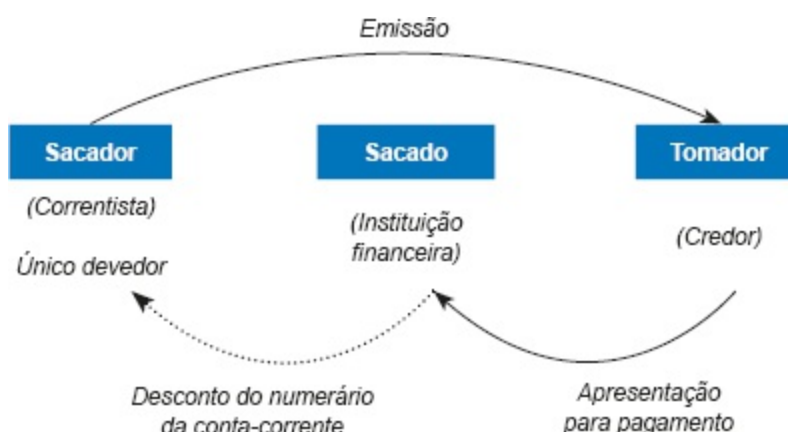 Emissão
Sacador
Sacado
Tomador
(Correntista)
Único devedor
(Instituição
financeira)
(Credor)
Desconto do numerário
da conta-corrente
Apresentação
para pagamento